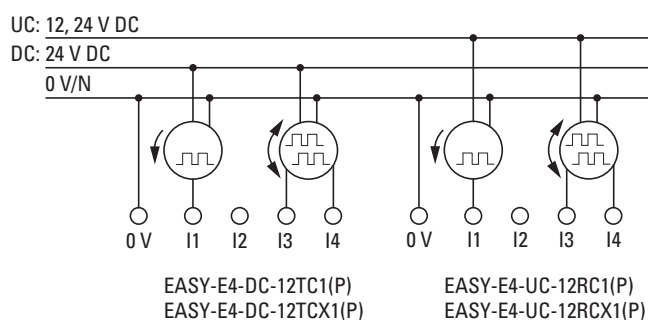 UC: 12, 24 V DC
DC: 24 V DC
0 V/N
0 V I1 I2 I3 I4 0 V I1 I2 I3 I4
EASY-E4-DC-12TC1(P) EASY-E4-UC-12RC1(P)
EASY-E4-DC-12TCX1(P) EASY-E4-UC-12RCX1(P)